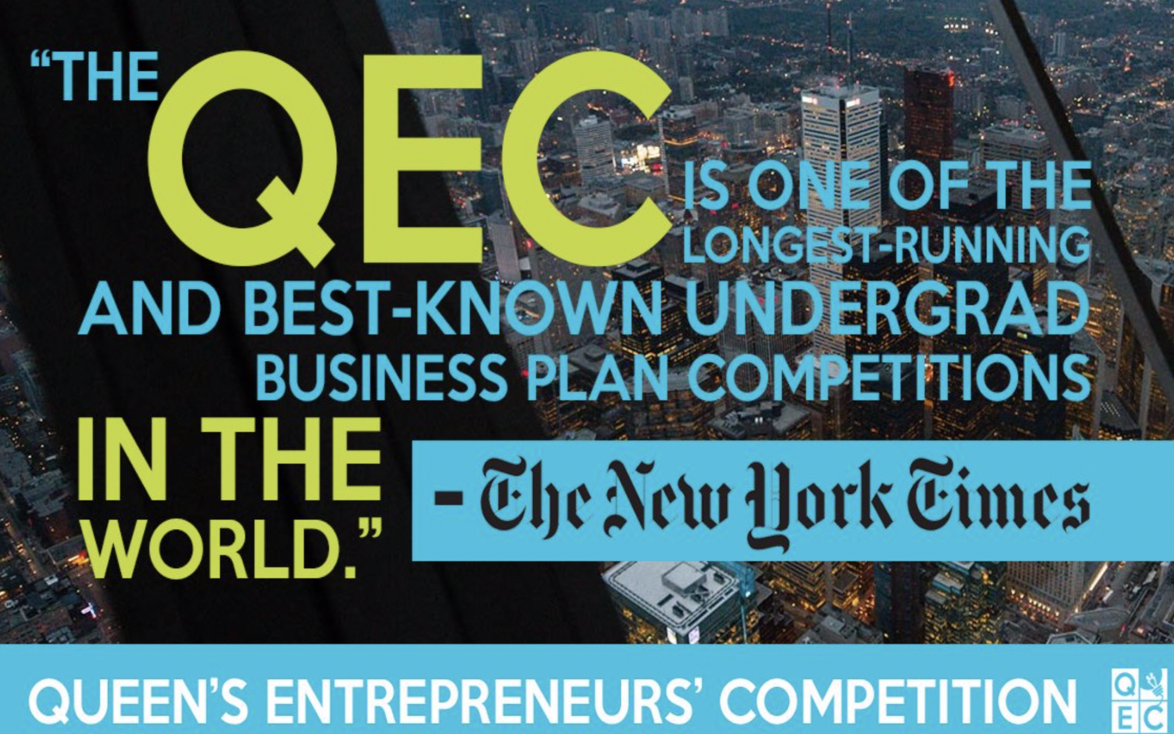 “THE QEC IS ONE OF THE
LONGEST-RUNNING
AND BEST-KNOWN UNDERGRAD
BUSINESS PLAN COMPETITIONS
IN THE
WORLD.”
- The New York Times
QUEEN’S ENTREPRENEURS’ COMPETITION
Q
E C